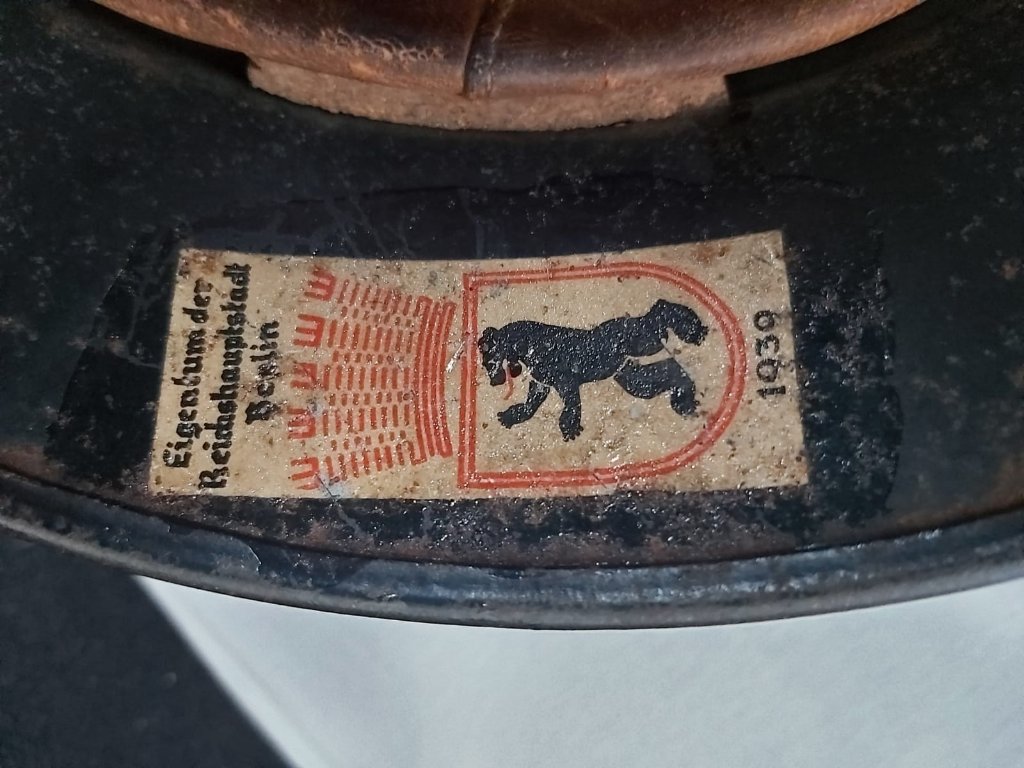 Eigentum der
Reichshauptstadt
Berlin
1939